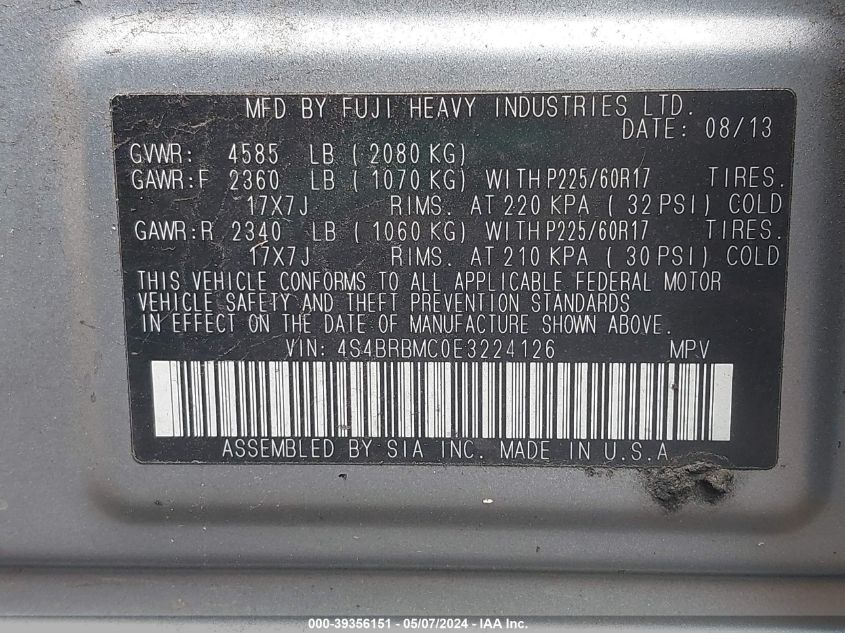 MFD BY FUJI HEAVY INDUSTRIES LTD.
DATE: 08/13
GVWR: 4585 LB ( 2080 KG)
GAWR:F 2360 LB ( 1070 KG) WITH P225/60R17 TIRES.
17X7J RIMS. AT 220 KPA ( 32 PSI) COLD
GAWR:R 2340 LB ( 1060 KG) WITH P225/60R17 TIRES.
17X7J RIMS. AT 210 KPA ( 30 PSI) COLD
THIS VEHICLE CONFORMS TO ALL APPLICABLE FEDERAL MOTOR
VEHICLE SAFETY AND THEFT PREVENTION STANDARDS
IN EFFECT ON THE DATE OF MANUFACTURE SHOWN ABOVE.
VIN: 4S4BRBMC0E3224126 MPV
ASSEMBLED BY SIA INC. MADE IN U.S.A
000-39356151 - 05/07/2024 - IAA Inc.